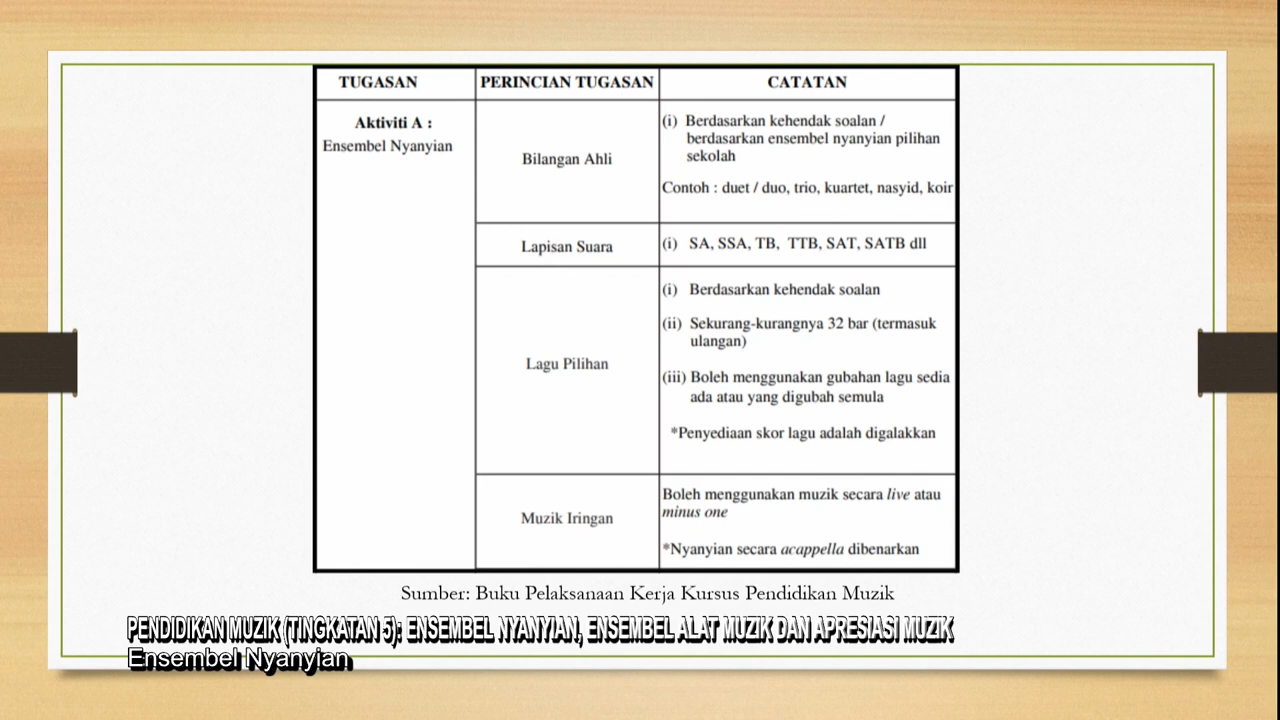 TUGASAN
PERINCIAN TUGASAN
CATATAN
Aktiviti A :
Ensembel Nyanyian
Bilangan Ahli
(i) Berdasarkan kehendak soalan /
berdasarkan ensembel nyanyian pilihan
sekolah
Contoh : duet / duo, trio, kuartet, nasyid, koir
Lapisan Suara
(i) SA, SSA, TB, TTB, SAT, SATB dll
Lagu Pilihan
(i) Berdasarkan kehendak soalan
(ii) Sekurang-kurangnya 32 bar (termasuk
ulangan)
(iii) Boleh menggunakan gubahan lagu sedia
ada atau yang digubah semula
*Penyediaan skor lagu adalah digalakkan
Muzik Iringan
Boleh menggunakan muzik secara live atau
minus one
*Nyanyian secara acappella dibenarkan
Sumber: Buku Pelaksanaan Kerja Kursus Pendidikan Muzik
PENDIDIKAN MUZIK (TINGKATAN 5): ENSEMBEL NYANYIAN, ENSEMBEL ALAT MUZIK DAN APRESIASI MUZIK
Ensembel Nyanyian